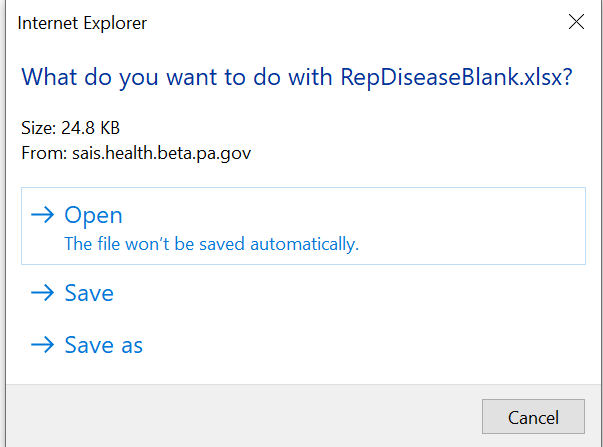 Internet Explorer
What do you want to do with RepDiseaseBlank.xlsx?
Size: 24.8 KB
From: sais.health.beta.pa.gov
Open
The file won’t be saved automatically.
Save
Save as
Cancel